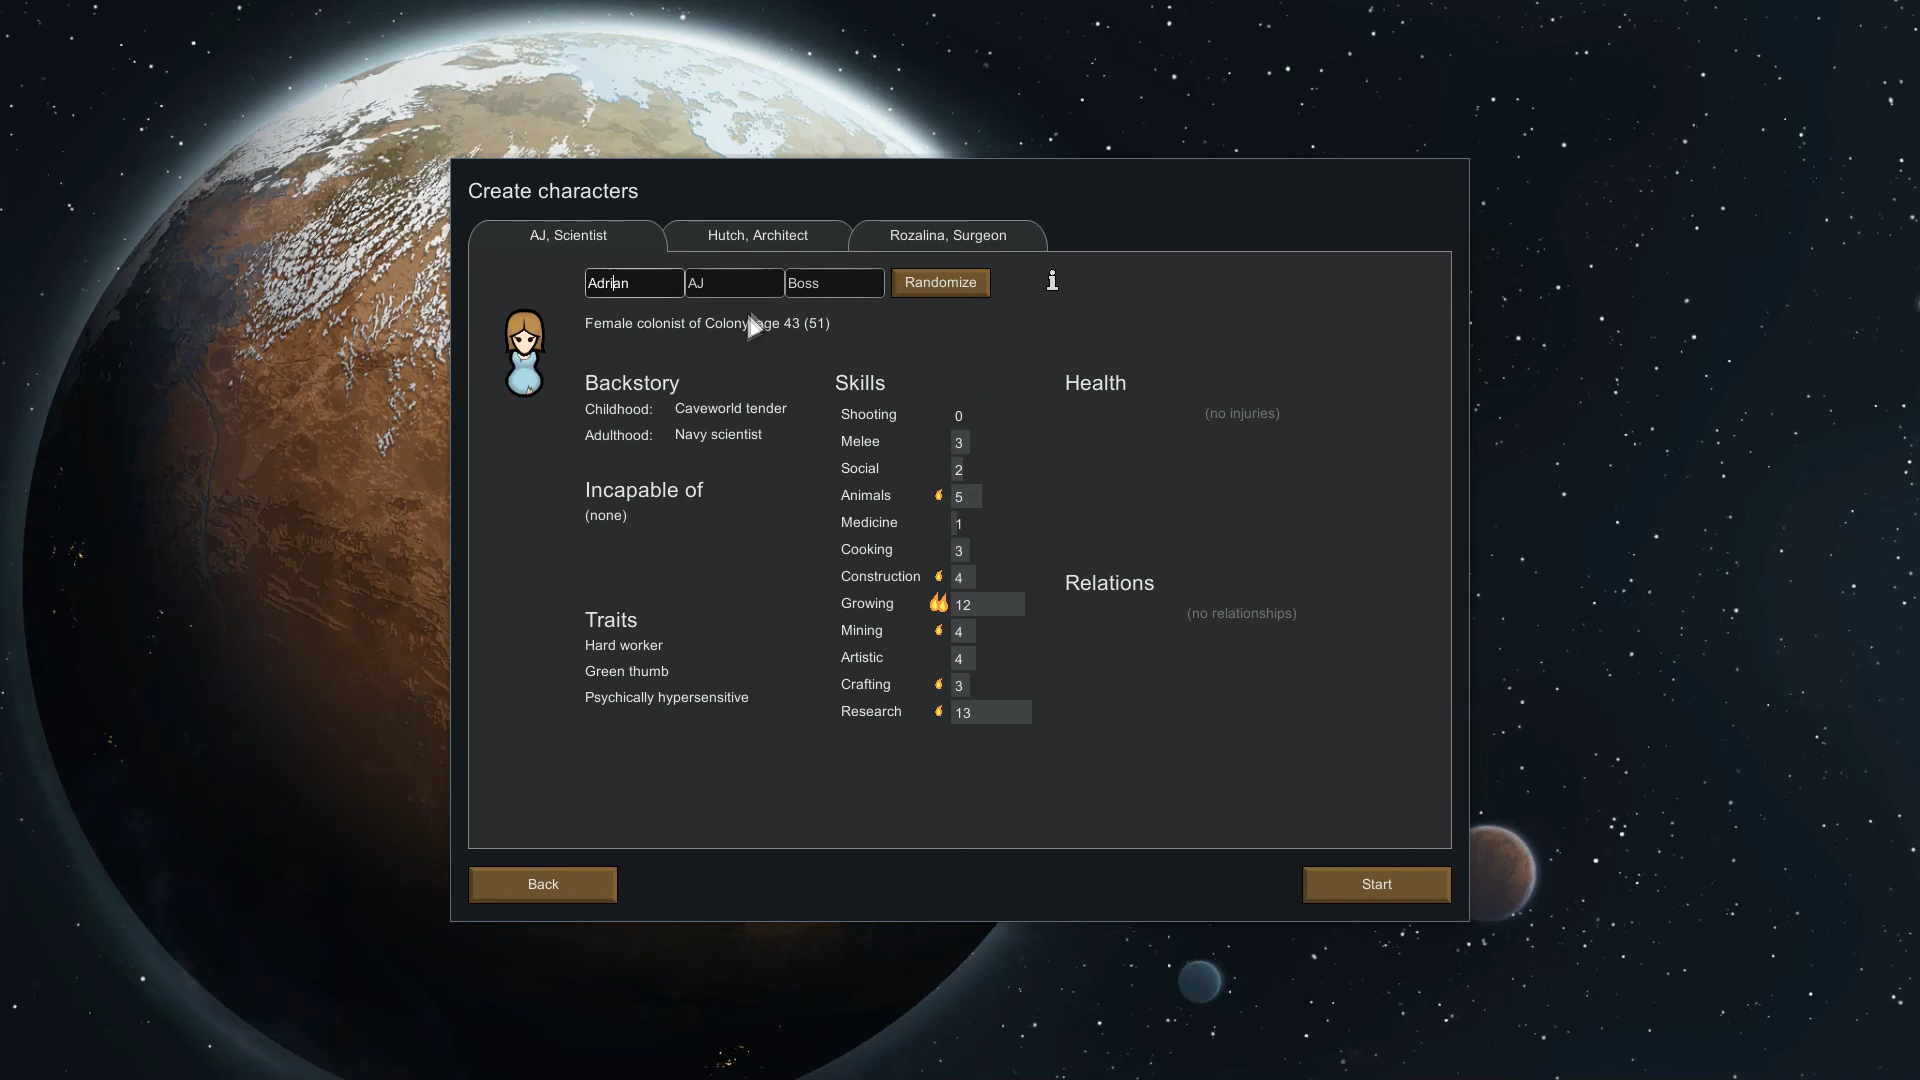 Create characters
AJ, Scientist
Hutch, Architect
Rozalina, Surgeon
Adrian
AJ
Boss
Randomize
Female colonist of Colony age 43 (51)
Backstory
Childhood: Caveworld tender
Adulthood: Navy scientist
Incapable of
(none)
Traits
Hard worker
Green thumb
Psychically hypersensitive
Skills
Shooting 0
Melee 3
Social 2
Animals 5
Medicine 1
Cooking 3
Construction 4
Growing 12
Mining 4
Artistic 4
Crafting 3
Research 13
Health
(no injuries)
Relations
(no relationships)
Back
Start